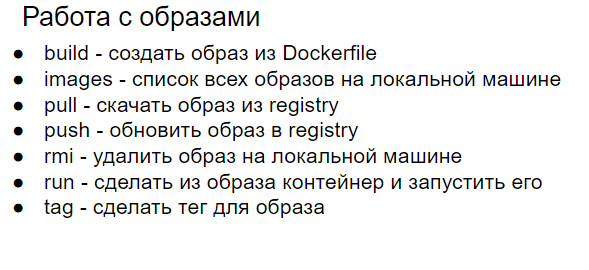 Работа с образами
● build - создать образ из Dockerfile
● images - список всех образов на локальной машине
● pull - скачать образ из registry
● push - обновить образ в registry
● rmi - удалить образ на локальной машине
● run - сделать из образа контейнер и запустить его
● tag - сделать тег для образа